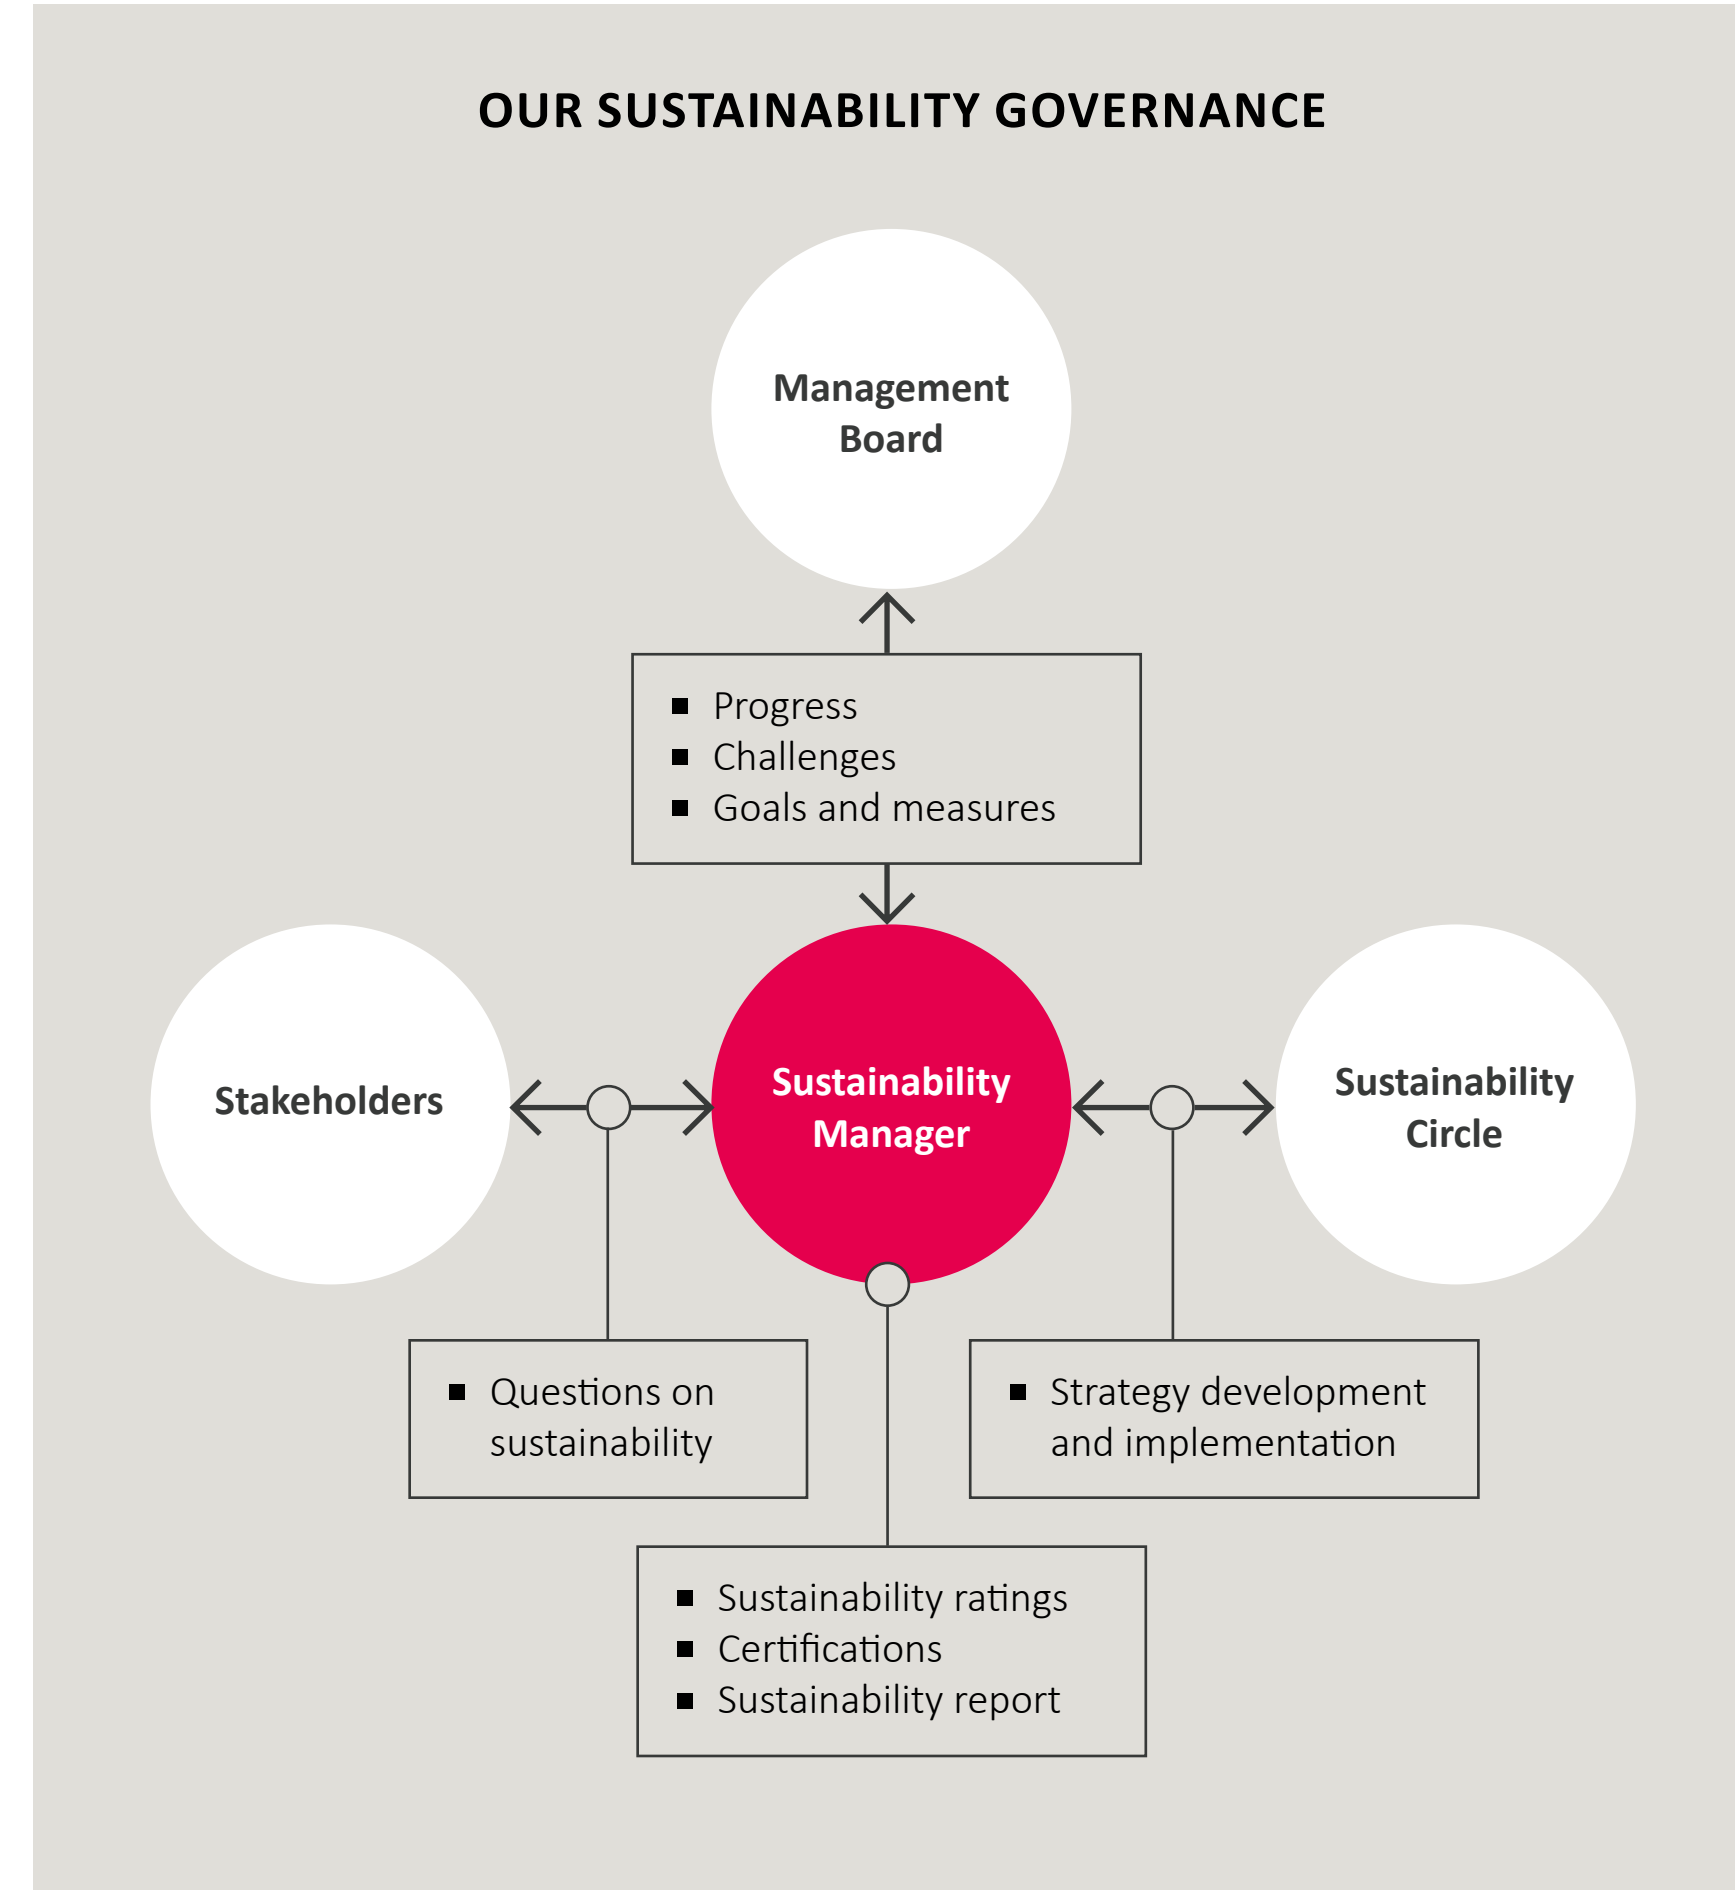 OUR SUSTAINABILITY GOVERNANCE
Management
Board
Progress
Challenges
Goals and measures
Stakeholders
Sustainability
Manager
Sustainability
Circle
Questions on
sustainability
Strategy development
and implementation
Sustainability ratings
Certifications
Sustainability report